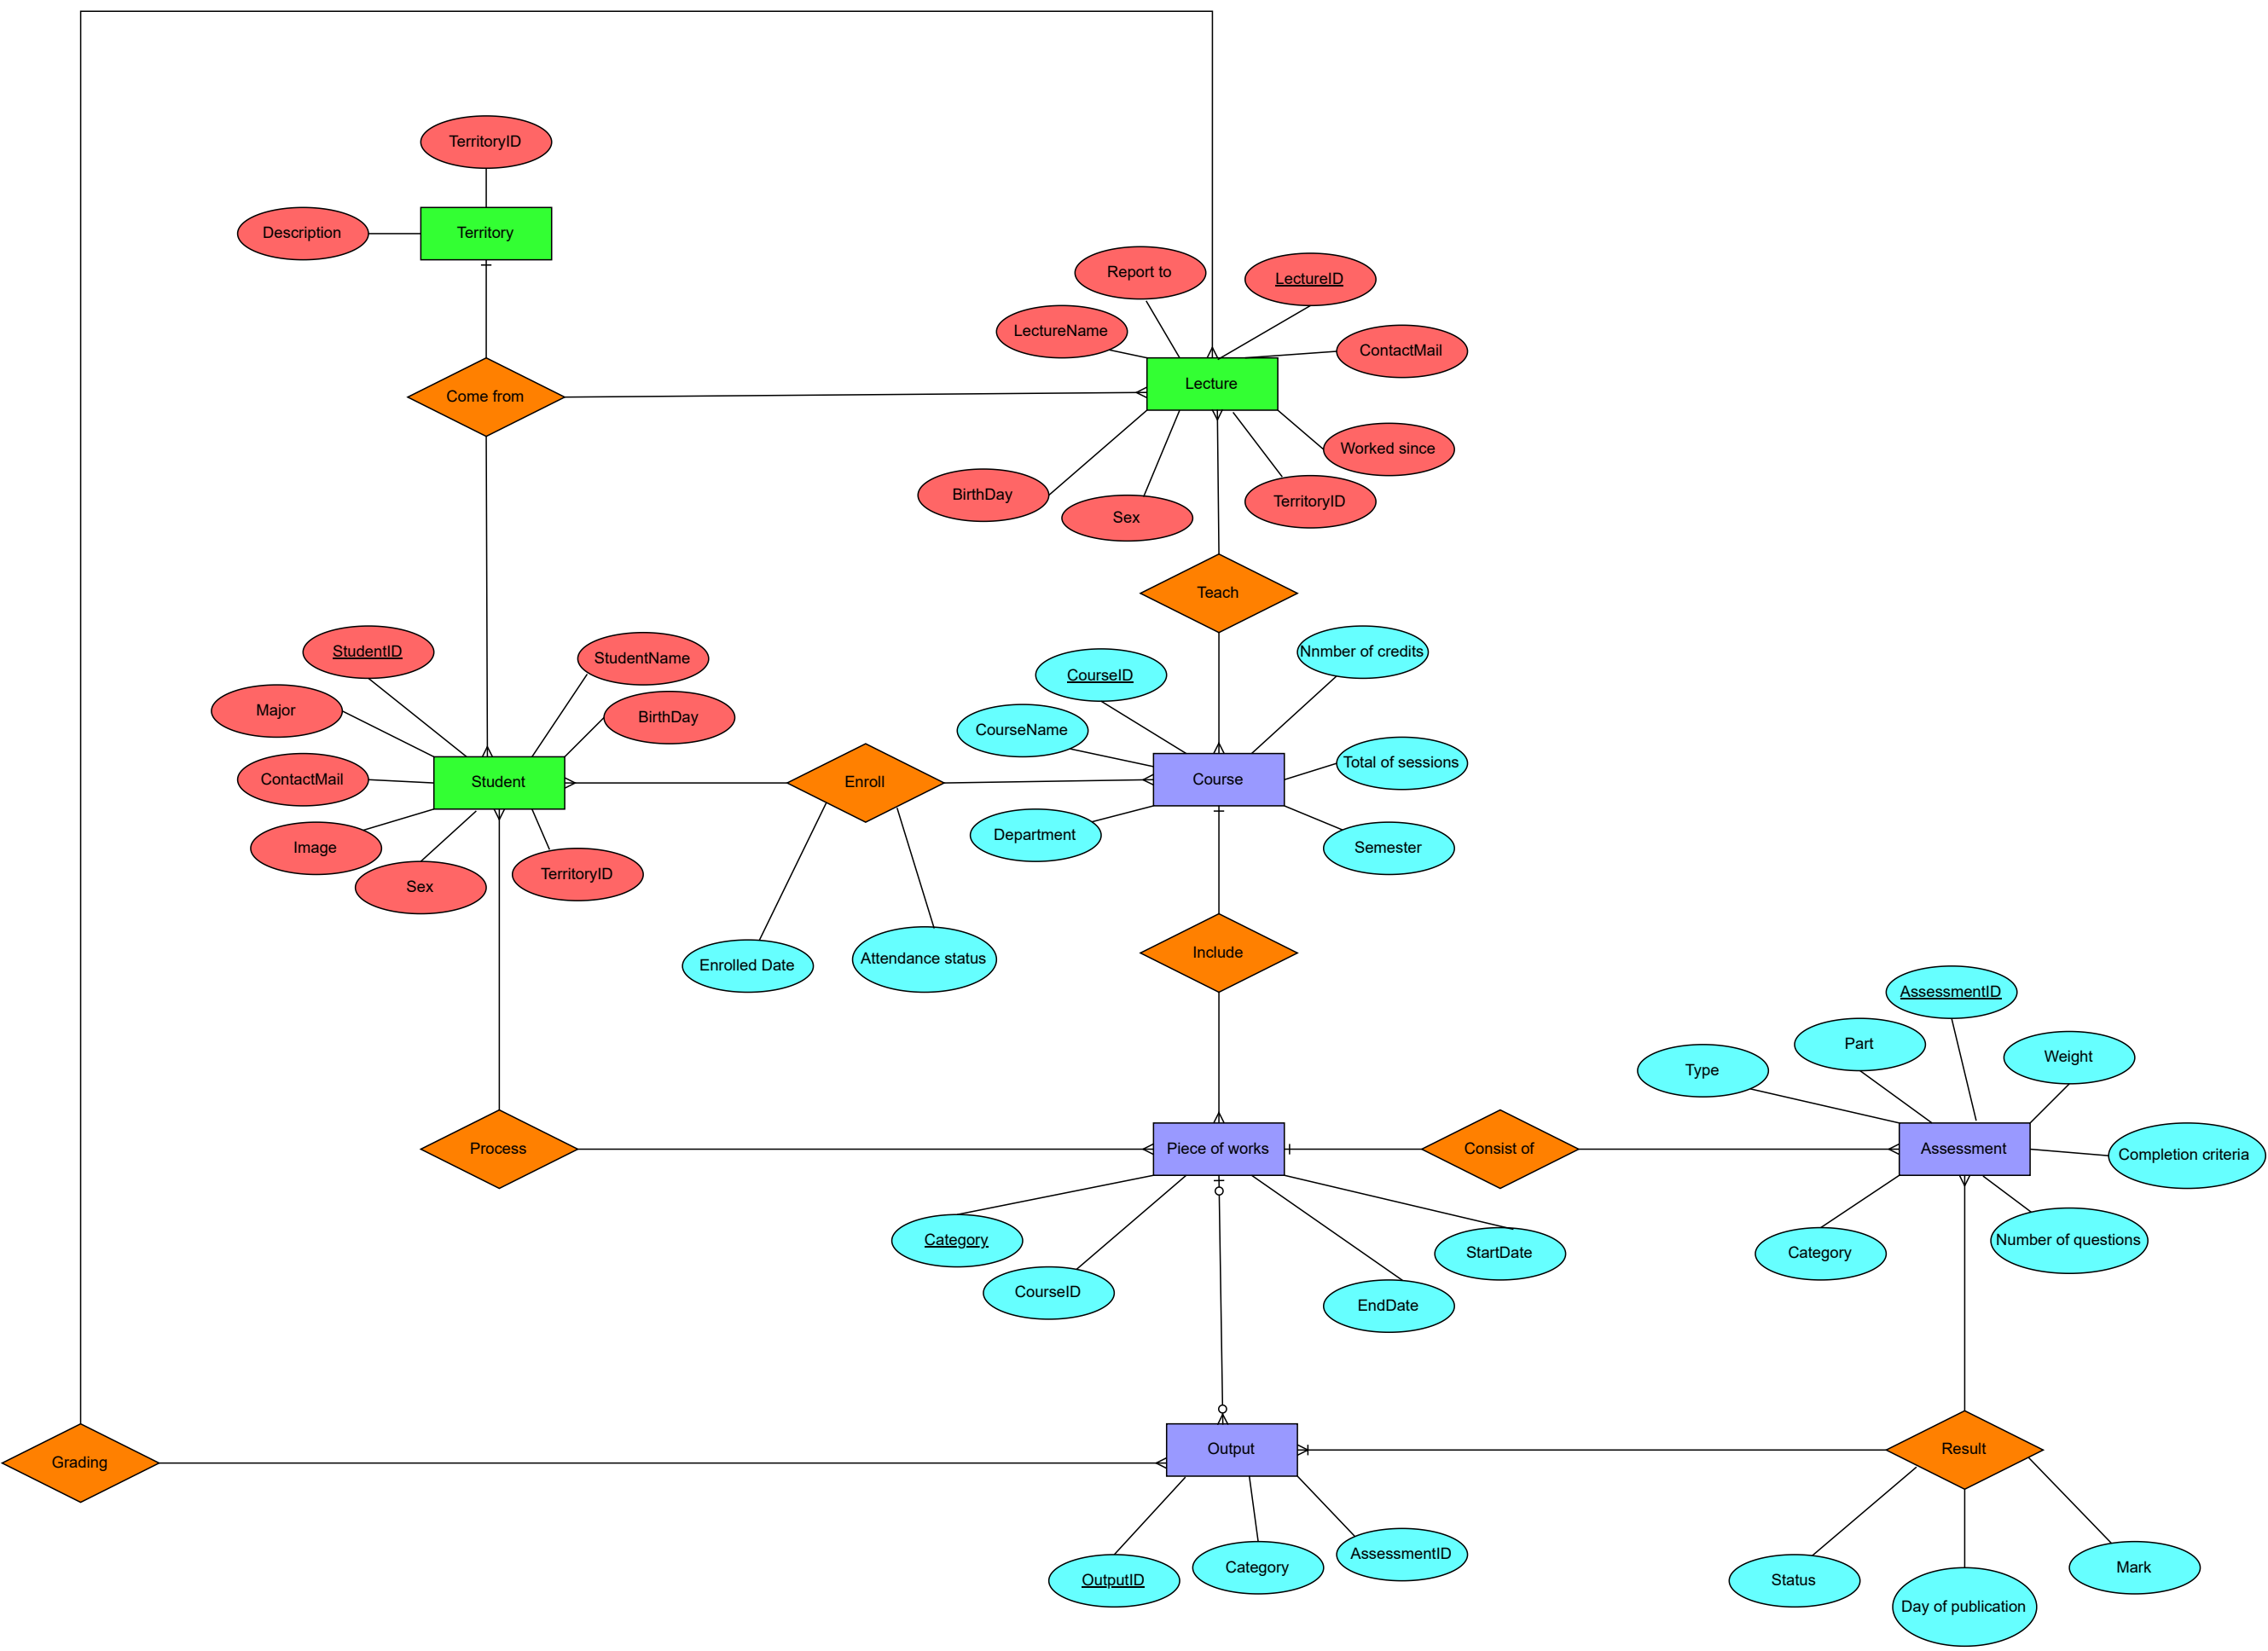 TerritoryID
Description
Territory
Report to
LectureID
LectureName
ContactMail
Lecture
Come from
Worked since
BirthDay
TerritoryID
Sex
Teach
StudentID
StudentName
Nnmber of credits
CourseID
Major
BirthDay
CourseName
Total of sessions
ContactMail
Student
Enroll
Course
Department
Image
Semester
TerritoryID
Sex
Include
Attendance status
Enrolled Date
AssessmentID
Part
Weight
Type
Process
Piece of works
Consist of
Assessment
Completion criteria
Category
StartDate
Category
Number of questions
CourseID
EndDate
Output
Result
Grading
AssessmentID
Category
Mark
OutputID
Status
Day of publication